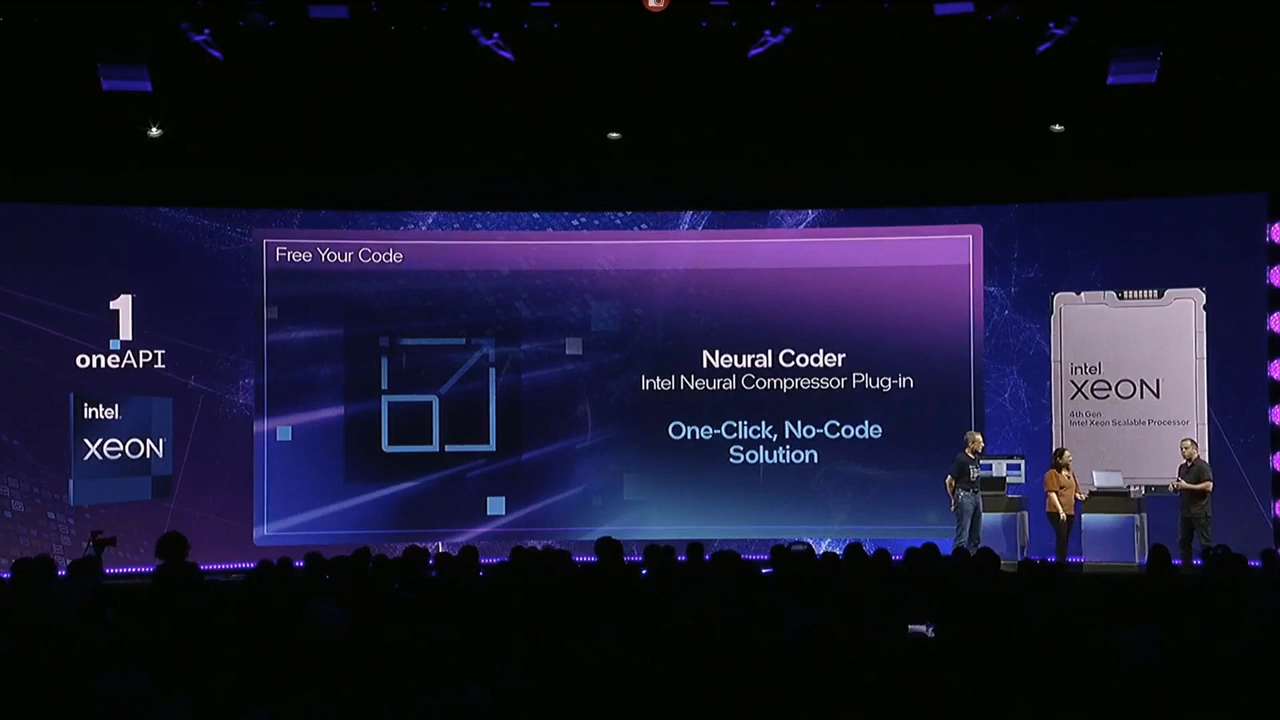 Free Your Code
1
oneAPI
intel.
xeon
Neural Coder
Intel Neural Compressor Plug-in
One-Click, No-Code
Solution
intel.
xeon
4th Gen
Intel Xeon Scalable Processor